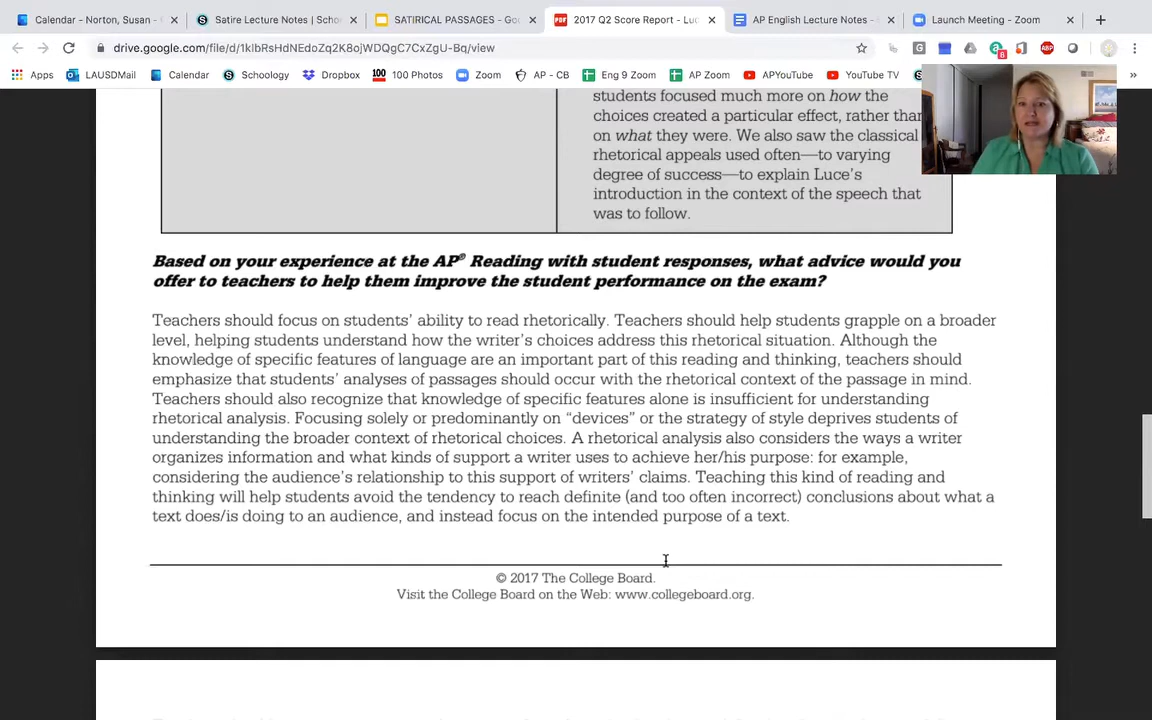 Calendar - Norton, Susan -
Satire Lecture Notes | Scho
SATIRICAL PASSAGES - Go
2017 Q2 Score Report - Luc
AP English Lecture Notes -
Launch Meeting - Zoom
drive.google.com/file/d/1klbRsHdNEdoZq2K8ojWDQgC7CxZgU-Bq/view
Apps
LAUSDMail
Calendar
Schoology
Dropbox
100 Photos
Zoom
AP - CB
Eng 9 Zoom
AP Zoom
APYouTube
YouTube TV
students focused much more on how the
choices created a particular effect, rather than
on what they were. We also saw the classical
rhetorical appeals used often—to varying
degree of success—to explain Luce's
introduction in the context of the speech that
was to follow.
Based on your experience at the AP® Reading with student responses, what advice would you
offer to teachers to help them improve the student performance on the exam?
Teachers should focus on students' ability to read rhetorically. Teachers should help students grapple on a broader
level, helping students understand how the writer's choices address this rhetorical situation. Although the
knowledge of specific features of language are an important part of this reading and thinking, teachers should
emphasize that students' analyses of passages should occur with the rhetorical context of the passage in mind.
Teachers should also recognize that knowledge of specific features alone is insufficient for understanding
rhetorical analysis. Focusing solely or predominantly on "devices" or the strategy of style deprives students of
understanding the broader context of rhetorical choices. A rhetorical analysis also considers the ways a writer
organizes information and what kinds of support a writer uses to achieve her/his purpose: for example,
considering the audience's relationship to this support of writers' claims. Teaching this kind of reading and
thinking will help students avoid the tendency to reach definite (and too often incorrect) conclusions about what a
text does/is doing to an audience, and instead focus on the intended purpose of a text.
© 2017 The College Board.
Visit the College Board on the Web: www.collegeboard.org.